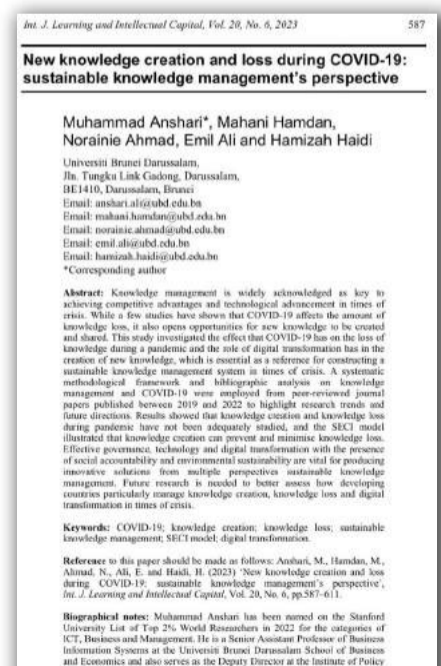 Int. J. Learning and Intellectual Capital, Vol. 20, No. 6, 2023 587
New knowledge creation and loss during COVID-19:
sustainable knowledge management's perspective
Muhammad Anshari*, Mahani Hamdan,
Norainie Ahmad, Emil Ali and Hamizah Haidi
Universiti Brunei Darussalam,
Jln. Tungku Link Gadong, Darussalam,
BE1410, Darussalam, Brunei
Email: anshari.ali@ubd.edu.bn
Email: mahani.hamdan@ubd.edu.bn
Email: norainie.ahmad@ubd.edu.bn
Email: emil.ali@ubd.edu.bn
Email: hamizah.haidi@ubd.edu.bn
*Corresponding author
Abstract: Knowledge management is widely acknowledged as key to
achieving competitive advantages and technological advancement in times of
crisis. While a few studies have shown that COVID-19 affects the amount of
knowledge loss, it also opens opportunities for new knowledge to be created
and shared. This study investigated the effect that COVID-19 has on the loss of
knowledge during a pandemic and the role of digital transformation has in the
creation of new knowledge, which is essential as a reference for constructing a
sustainable knowledge management system in times of crisis. A systematic
methodological framework and bibliographic analysis on knowledge
management and COVID-19 were employed from peer-reviewed journal
papers published between 2019 and 2022 to highlight research trends and
future directions. Results showed that knowledge creation and knowledge loss
during pandemic have not been adequately studied, and the SECI model
illustrated that knowledge creation can prevent and minimise knowledge loss.
Effective governance, technology and digital transformation with the presence
of social accountability and environmental sustainability are vital for producing
innovative solutions from multiple perspectives sustainable knowledge
management. Future research is needed to better assess how developing
countries particularly manage knowledge creation, knowledge loss and digital
transformation in times of crisis.
Keywords: COVID-19; knowledge creation; knowledge loss; sustainable
knowledge management; SECI model; digital transformation.
Reference to this paper should be made as follows: Anshari, M., Hamdan, M.,
Ahmad, N., Ali, E. and Haidi, H. (2023) 'New knowledge creation and loss
during COVID-19: sustainable knowledge management's perspective',
Int. J. Learning and Intellectual Capital, Vol. 20, No. 6, pp.587–611.
Biographical notes: Muhammad Anshari has been named on the Stanford
University List of Top 2% World Researchers in 2022 for the categories of
ICT, Business and Management. He is a Senior Assistant Professor of Business
Information Systems at the Universiti Brunei Darussalam School of Business
and Economics and also serves as the Deputy Director at the Institute of Policy